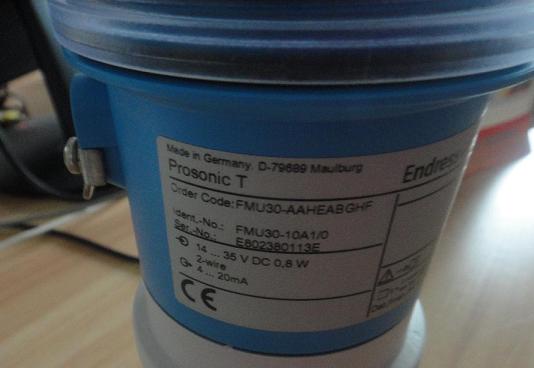 Made in Germany, D-79689 Maulburg
Prosonic T
Endress
Order Code: FMU30-AAHEABGHF
Ident.-No.: FMU30-10A1/0
Ser.-No.: E802380113E
14 ... 35 V DC 0,8 W
2-wire
4 ... 20mA
CE